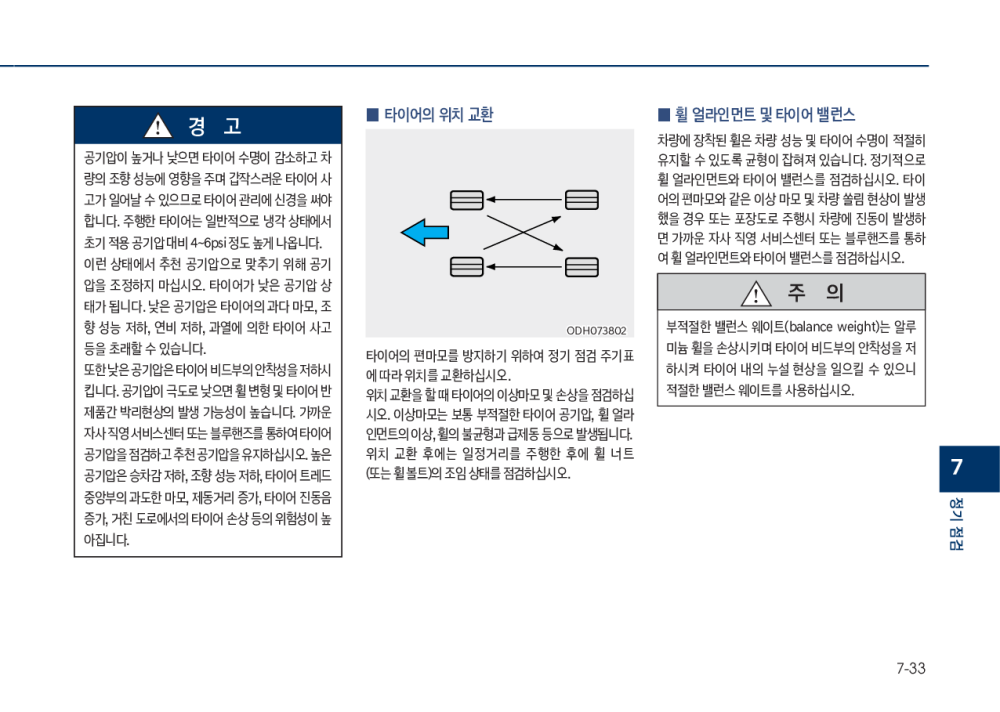 경 고
공기압이 높거나 낮으면 타이어 수명이 감소하고 차
량의 조향 성능에 영향을 주며 갑작스러운 타이어 사
고가 일어날 수 있으므로 타이어 관리에 신경을 써야
합니다. 주행한 타이어는 일반적으로 냉각 상태에서
초기 적용 공기압 대비 4~6psi 정도 높게 나옵니다.
이런 상태에서 추천 공기압으로 맞추기 위해 공기
압을 조정하지 마십시오. 타이어가 낮은 공기압 상
태가 됩니다. 낮은 공기압은 타이어의 과다 마모, 조
향 성능 저하, 연비 저하, 과열에 의한 타이어 사고
등을 초래할 수 있습니다.
또한 낮은 공기압은 타이어 비드부의 안착성을 저하시
킵니다. 공기압이 극도로 낮으면 휠 변형 및 타이어 반
제품간 박리현상의 발생 가능성이 높습니다. 가까운
자사 직영 서비스센터 또는 블루핸즈를 통하여 타이어
공기압을 점검하고 추천 공기압을 유지하십시오. 높은
공기압은 승차감 저하, 조향 성능 저하, 타이어 트레드
중앙부의 과도한 마모, 제동거리 증가, 타이어 진동음
증가, 거친 도로에서의 타이어 손상 등의 위험성이 높
아집니다.
■ 타이어의 위치 교환
ODH073802
타이어의 편마모를 방지하기 위하여 정기 점검 주기표
에 따라 위치를 교환하십시오.
위치 교환을 할 때 타이어의 이상마모 및 손상을 점검하십
시오. 이상마모는 보통 부적절한 타이어 공기압, 휠 얼라
인먼트의 이상, 휠의 불균형과 급제동 등으로 발생됩니다.
위치 교환 후에는 일정거리를 주행한 후에 휠 너트
(또는 휠 볼트)의 조임 상태를 점검하십시오.
■ 휠 얼라인먼트 및 타이어 밸런스
차량에 장착된 휠은 차량 성능 및 타이어 수명이 적절히
유지할 수 있도록 균형이 잡혀져 있습니다. 정기적으로
휠 얼라인먼트와 타이어 밸런스를 점검하십시오. 타이
어의 편마모와 같은 이상 마모 및 차량 쏠림 현상이 발생
했을 경우 또는 포장도로 주행시 차량에 진동이 발생하
면 가까운 자사 직영 서비스센터 또는 블루핸즈를 통하
여 휠 얼라인먼트와 타이어 밸런스를 점검하십시오.
주 의
부적절한 밸런스 웨이트(balance weight)는 알루
미늄 휠을 손상시키며 타이어 비드부의 안착성을 저
하시켜 타이어 내의 누설 현상을 일으킬 수 있으니
적절한 밸런스 웨이트를 사용하십시오.
7
정기 점검
7-33